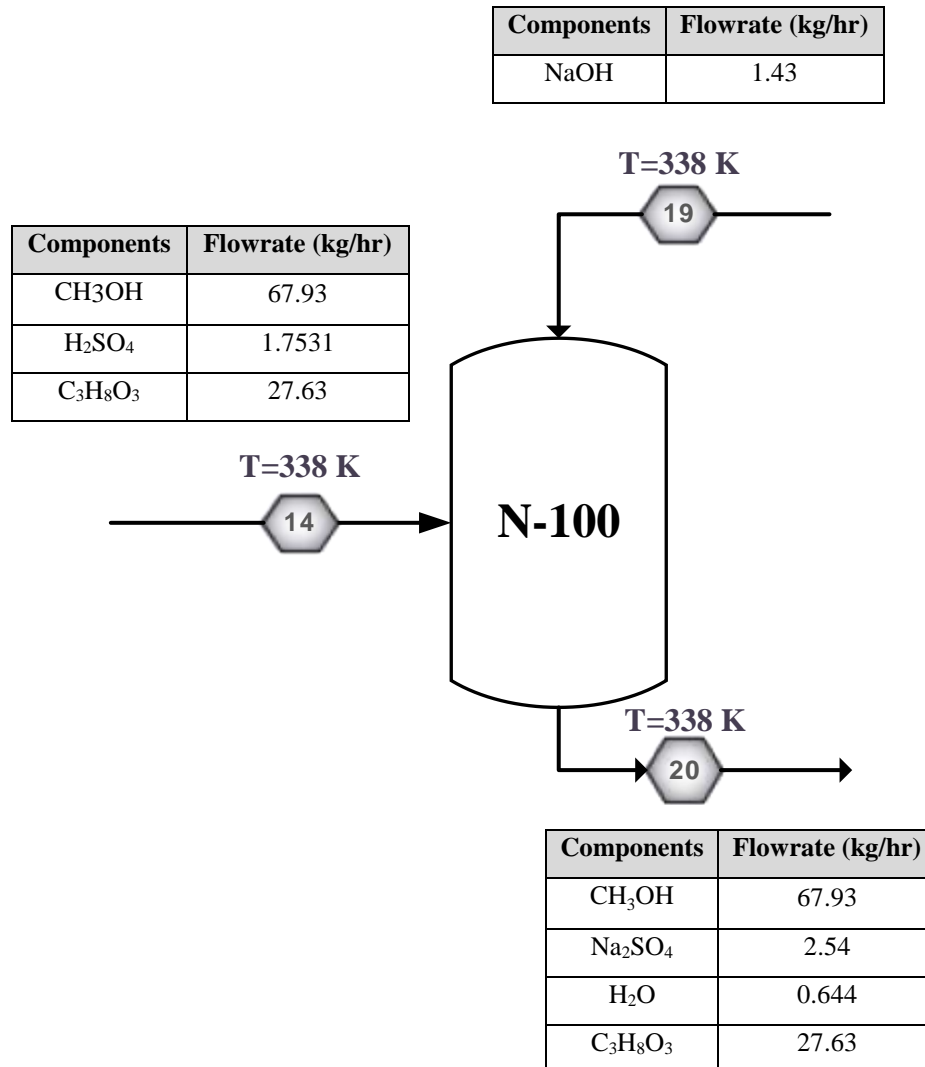 Components Flowrate (kg/hr)
NaOH 1.43
T=338 K
19
Components Flowrate (kg/hr)
CH3OH 67.93
H₂SO₄ 1.7531
C₃H₈O₃ 27.63
T=338 K
14
N-100
T=338 K
20
Components Flowrate (kg/hr)
CH₃OH 67.93
Na₂SO₄ 2.54
H₂O 0.644
C₃H₈O₃ 27.63